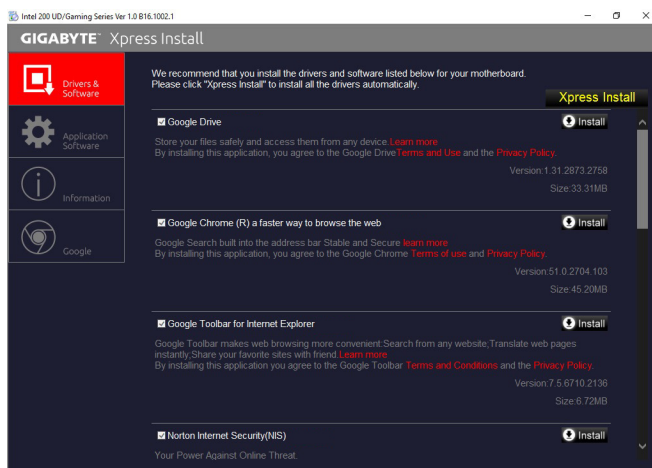 Intel 200 UD/Gaming Series Ver 1.0 B16.1002.1
GIGABYTE™ Xpress Install
Drivers &
Software
Application
Software
Information
Google
We recommend that you install the drivers and software listed below for your motherboard.
Please click "Xpress Install" to install all the drivers automatically.
Xpress Install
Google Drive
Install
Store your files safely and access them from any device.Learn more
By installing this application, you agree to the Google DriveTerms and Use and the Privacy Policy.
Version:1.31.2873.2758
Size:33.31MB
Google Chrome (R) a faster way to browse the web
Install
Google Search built into the address bar Stable and Secure learn more
By installing this application, you agree to the Google Chrome Terms of use and Privacy Policy.
Version:51.0.2704.103
Size:45.20MB
Google Toolbar for Internet Explorer
Install
Google Toolbar makes web browsing more convenient:Search from any website;Translate web pages
instantly;Share your favorite sites with friend.Learn more
By installing this application you agree to the Google Toolbar Terms and Conditions and the Privacy Policy.
Version:7.5.6710.2136
Size:6.72MB
Norton Internet Security(NIS)
Install
Your Power Against Online Threat.